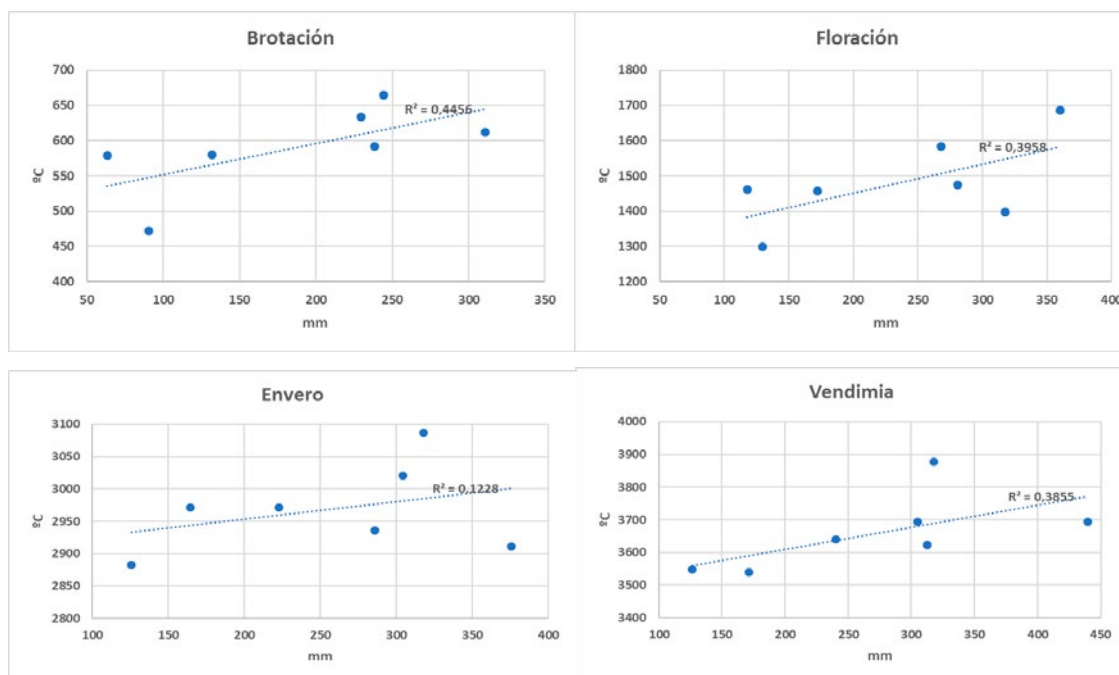 Brotación
700
650
600
550
500
450
400
ºC
R² = 0,4456
50 100 150 200 250 300 350
mm
Floración
1800
1700
1600
1500
1400
1300
1200
ºC
R² = 0,3958
50 100 150 200 250 300 350 400
mm
Envero
3100
3050
3000
2950
2900
2850
2800
ºC
R² = 0,1228
100 150 200 250 300 350 400
mm
Vendimia
4000
3900
3800
3700
3600
3500
3400
ºC
R² = 0,3855
100 150 200 250 300 350 400 450
mm